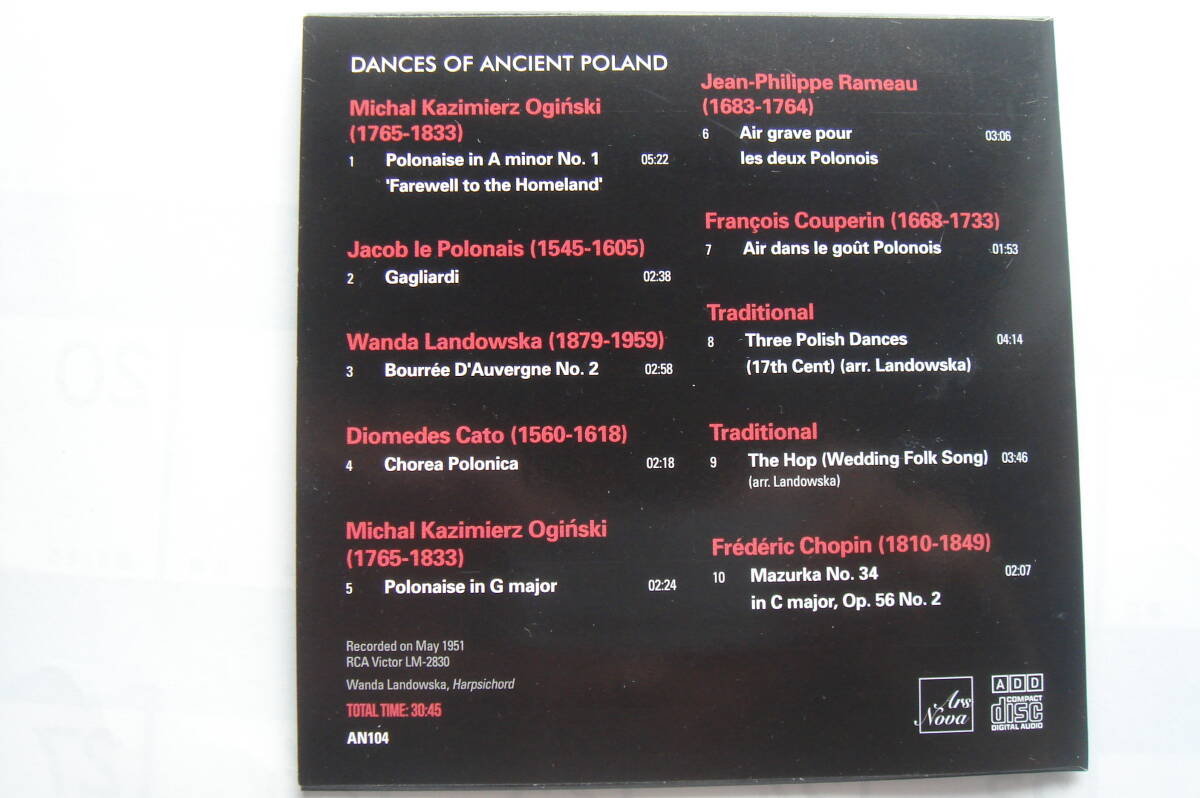 DANCES OF ANCIENT POLAND
Michal Kazimierz Ogiński
(1765-1833)
1 Polonaise in A minor No. 1 05:22
'Farewell to the Homeland'
Jacob le Polonais (1545-1605)
2 Gagliardi 02:38
Wanda Landowska (1879-1959)
3 Bourrée D'Auvergne No. 2 02:58
Diomedes Cato (1560-1618)
4 Chorea Polonica 02:18
Michal Kazimierz Ogiński
(1765-1833)
5 Polonaise in G major 02:24
Recorded on May 1951
RCA Victor LM-2830
Wanda Landowska, Harpsichord
TOTAL TIME: 30:45
AN104
Jean-Philippe Rameau
(1683-1764)
6 Air grave pour 03:06
les deux Polonois
François Couperin (1668-1733)
7 Air dans le goût Polonois 01:53
Traditional
8 Three Polish Dances 04:14
(17th Cent) (arr. Landowska)
Traditional
9 The Hop (Wedding Folk Song) 03:46
(arr. Landowska)
Frédéric Chopin (1810-1849)
10 Mazurka No. 34 02:07
in C major, Op. 56 No. 2
Ars
Nova
ADD
COMPACT
disc
DIGITAL AUDIO